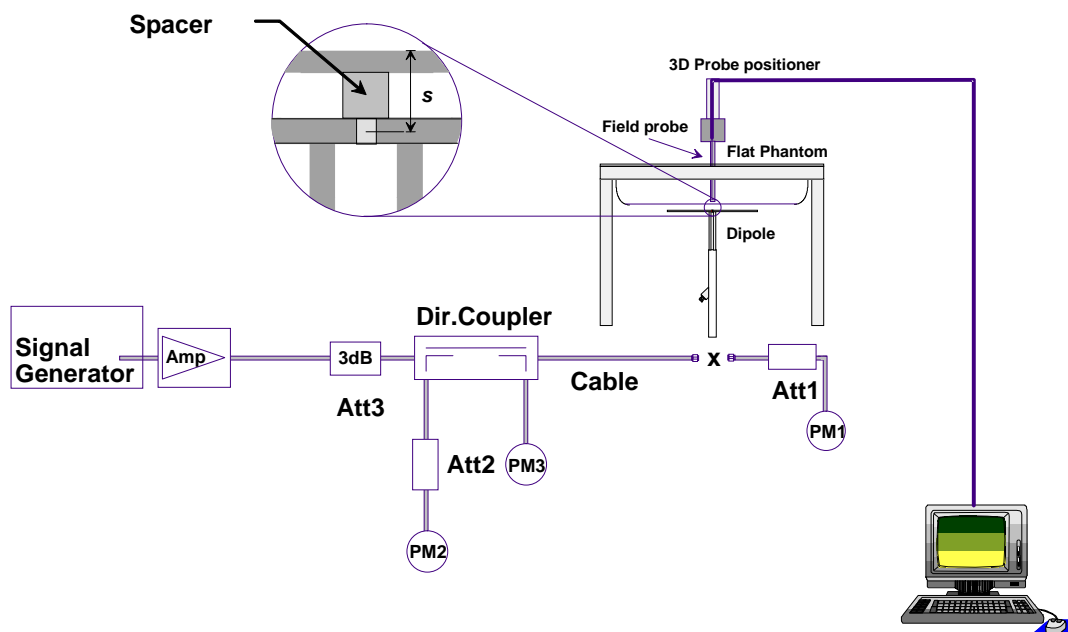 Spacer
s
3D Probe positioner
Field probe
Flat Phantom
Dipole
Dir.Coupler
Signal
Generator
Amp
3dB
Att3
Cable
x
Att1
PM1
Att2
PM3
PM2